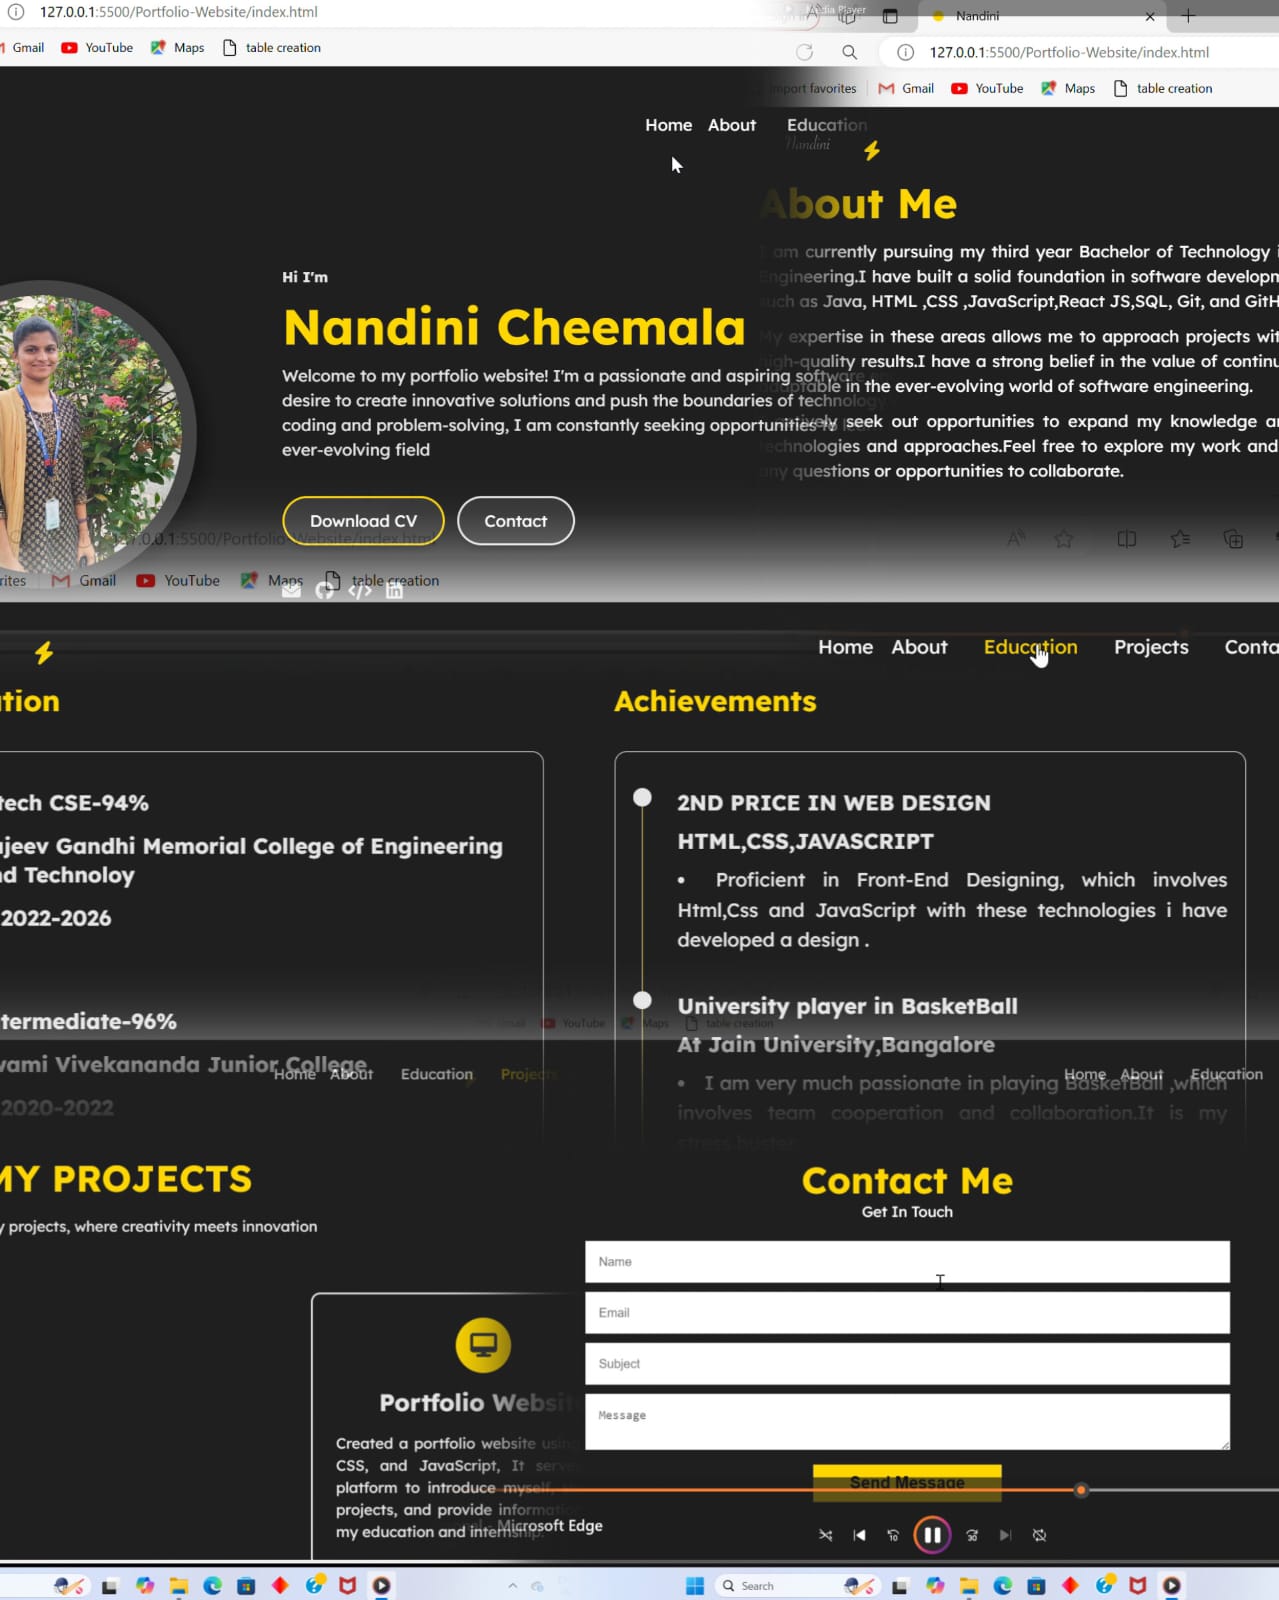 127.0.0.1:5500/Portfolio-Website/index.html
Gmail YouTube Maps table creation
Media Player
Nandini
127.0.0.1:5500/Portfolio-Website/index.html
Import favorites Gmail YouTube Maps table creation
Home About Education
Nandini
Hi I'm
Nandini Cheemala
Welcome to my portfolio website! I'm a passionate and aspiring software
desire to create innovative solutions and push the boundaries of technology
coding and problem-solving, I am constantly seeking opportunities to
ever-evolving field
Download CV Contact
About Me
I am currently pursuing my third year Bachelor of Technology
Engineering.I have built a solid foundation in software developm
such as Java, HTML ,CSS ,JavaScript,React JS,SQL, Git, and GitH
My expertise in these areas allows me to approach projects wit
high-quality results.I have a strong belief in the value of continu
adaptable in the ever-evolving world of software engineering.
seek out opportunities to expand my knowledge a
technologies and approaches.Feel free to explore my work and
any questions or opportunities to collaborate.
127.0.0.1:5500/Portfolio-Website/index.html
rites Gmail YouTube Maps table creation
Home About Education Projects Conta
tion
tech CSE-94%
jeev Gandhi Memorial College of Engineering
nd Technoloy
2022-2026
termediate-96%
vami Vivekananda Junior College
2020-2022
Achievements
2ND PRICE IN WEB DESIGN
HTML,CSS,JAVASCRIPT
• Proficient in Front-End Designing, which involves
Html,Css and JavaScript with these technologies i have
developed a design .
University player in BasketBall
At Jain University,Bangalore
• I am very much passionate in playing BasketBall ,which
involves team cooperation and collaboration.It is my
stress buster
Gmail YouTube Maps table creation
Home About Education Projects
MY PROJECTS
y projects, where creativity meets innovation
Portfolio Websit
Created a portfolio website using
CSS, and JavaScript, It serve
platform to introduce myself,
projects, and provide informatio
my education and internship.
Microsoft Edge
Home About Education
Contact Me
Get In Touch
Name
Email
Subject
Message
Send Message
10 30
Search